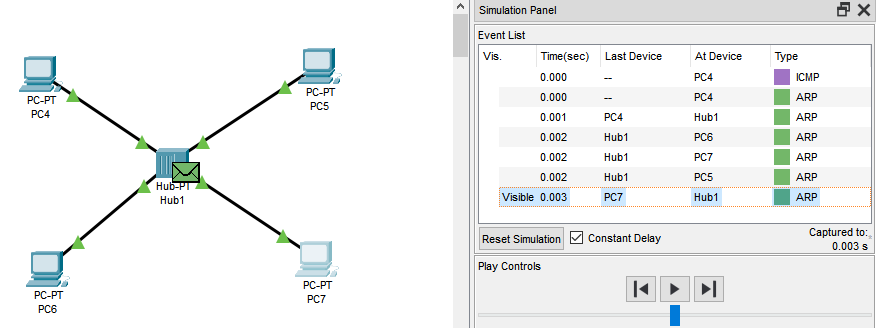 PC-PT
PC4
PC-PT
PC5
Hub-PT
Hub1
PC-PT
PC6
PC-PT
PC7
Simulation Panel
Event List
Vis. Time(sec) Last Device At Device Type
0.000 -- PC4 ICMP
0.000 -- PC4 ARP
0.001 PC4 Hub1 ARP
0.002 Hub1 PC6 ARP
0.002 Hub1 PC7 ARP
0.002 Hub1 PC5 ARP
Visible 0.003 PC7 Hub1 ARP
Reset Simulation Constant Delay Captured to:
0.003 s
Play Controls